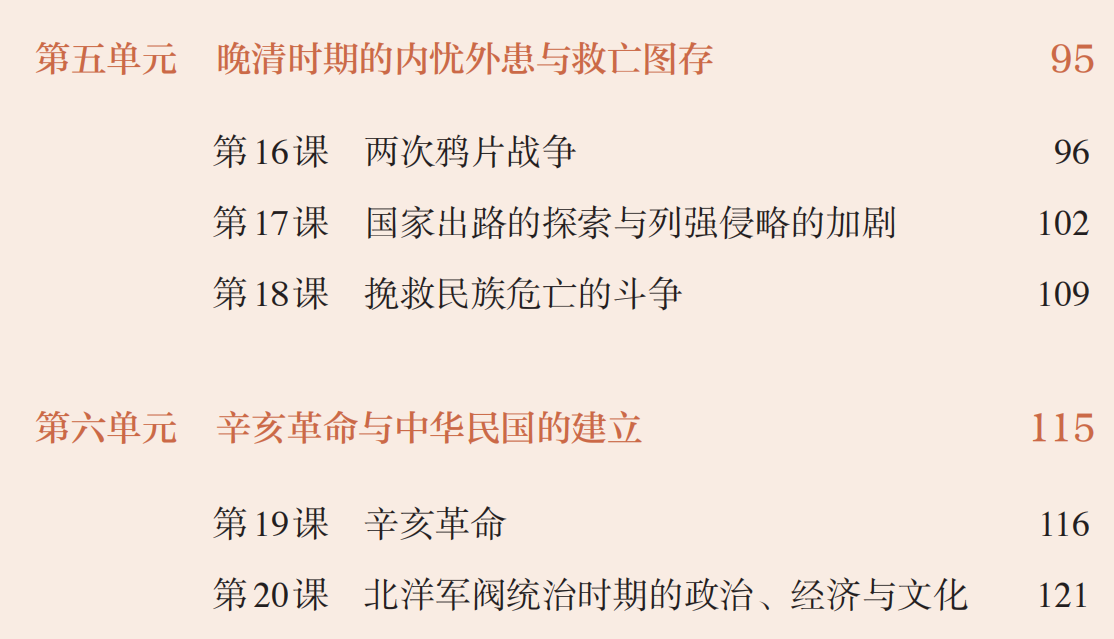 第五单元 晚清时期的内忧外患与救亡图存 95
第16课 两次鸦片战争 96
第17课 国家出路的探索与列强侵略的加剧 102
第18课 挽救民族危亡的斗争 109
第六单元 辛亥革命与中华民国的建立 115
第19课 辛亥革命 116
第20课 北洋军阀统治时期的政治、经济与文化 121